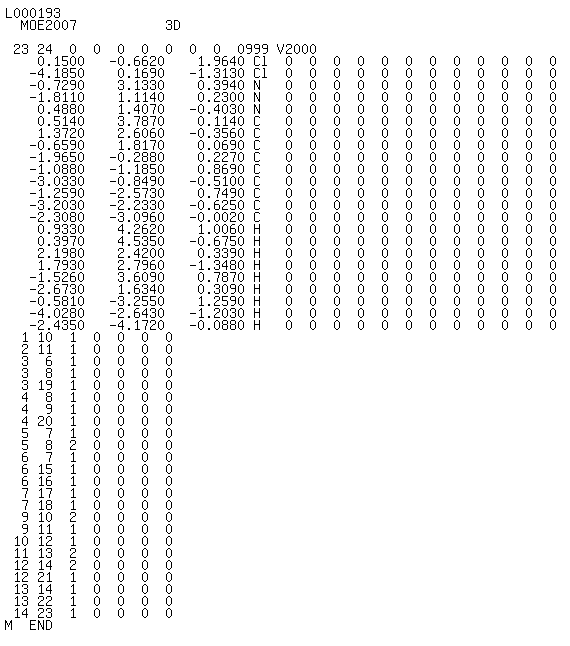 L000193
  MOE2007           3D

 23 24  0  0  0  0  0  0  0  0999 V2000
    0.1500   -0.6620    1.9640 Cl  0  0  0  0  0  0  0  0  0  0  0  0
   -4.1850    0.1690   -1.3130 Cl  0  0  0  0  0  0  0  0  0  0  0  0
   -0.7290    3.1330    0.3940 N   0  0  0  0  0  0  0  0  0  0  0  0
   -1.8110    1.1140    0.2300 N   0  0  0  0  0  0  0  0  0  0  0  0
    0.4880    1.4070   -0.4030 N   0  0  0  0  0  0  0  0  0  0  0  0
    0.5140    3.7870    0.1140 C   0  0  0  0  0  0  0  0  0  0  0  0
    1.3720    2.6060   -0.3560 C   0  0  0  0  0  0  0  0  0  0  0  0
   -0.6590    1.8170    0.0690 C   0  0  0  0  0  0  0  0  0  0  0  0
   -1.9650   -0.2880    0.2270 C   0  0  0  0  0  0  0  0  0  0  0  0
   -1.0880   -1.1850    0.8690 C   0  0  0  0  0  0  0  0  0  0  0  0
   -3.0330   -0.8490   -0.5100 C   0  0  0  0  0  0  0  0  0  0  0  0
   -1.2590   -2.5730    0.7490 C   0  0  0  0  0  0  0  0  0  0  0  0
   -3.2030   -2.2330   -0.6250 C   0  0  0  0  0  0  0  0  0  0  0  0
   -2.3080   -3.0960   -0.0020 C   0  0  0  0  0  0  0  0  0  0  0  0
    0.9330    4.2620    1.0060 H   0  0  0  0  0  0  0  0  0  0  0  0
    0.3970    4.5350   -0.6750 H   0  0  0  0  0  0  0  0  0  0  0  0
    2.1980    2.4200    0.3390 H   0  0  0  0  0  0  0  0  0  0  0  0
    1.7930    2.7960   -1.3480 H   0  0  0  0  0  0  0  0  0  0  0  0
   -1.5260    3.6090    0.7870 H   0  0  0  0  0  0  0  0  0  0  0  0
   -2.6730    1.6340    0.3090 H   0  0  0  0  0  0  0  0  0  0  0  0
   -0.5810   -3.2550    1.2590 H   0  0  0  0  0  0  0  0  0  0  0  0
   -4.0280   -2.6430   -1.2030 H   0  0  0  0  0  0  0  0  0  0  0  0
   -2.4350   -4.1720   -0.0880 H   0  0  0  0  0  0  0  0  0  0  0  0
  1 10  1  0  0  0  0
  2 11  1  0  0  0  0
  3  6  1  0  0  0  0
  3  8  1  0  0  0  0
  3 19  1  0  0  0  0
  4  8  1  0  0  0  0
  4  9  1  0  0  0  0
  4 20  1  0  0  0  0
  5  7  1  0  0  0  0
  5  8  2  0  0  0  0
  6  7  1  0  0  0  0
  6 15  1  0  0  0  0
  6 16  1  0  0  0  0
  7 17  1  0  0  0  0
  7 18  1  0  0  0  0
  9 10  2  0  0  0  0
  9 11  1  0  0  0  0
 10 12  1  0  0  0  0
 11 13  2  0  0  0  0
 12 14  2  0  0  0  0
 12 21  1  0  0  0  0
 13 14  1  0  0  0  0
 13 22  1  0  0  0  0
 14 23  1  0  0  0  0
M  END